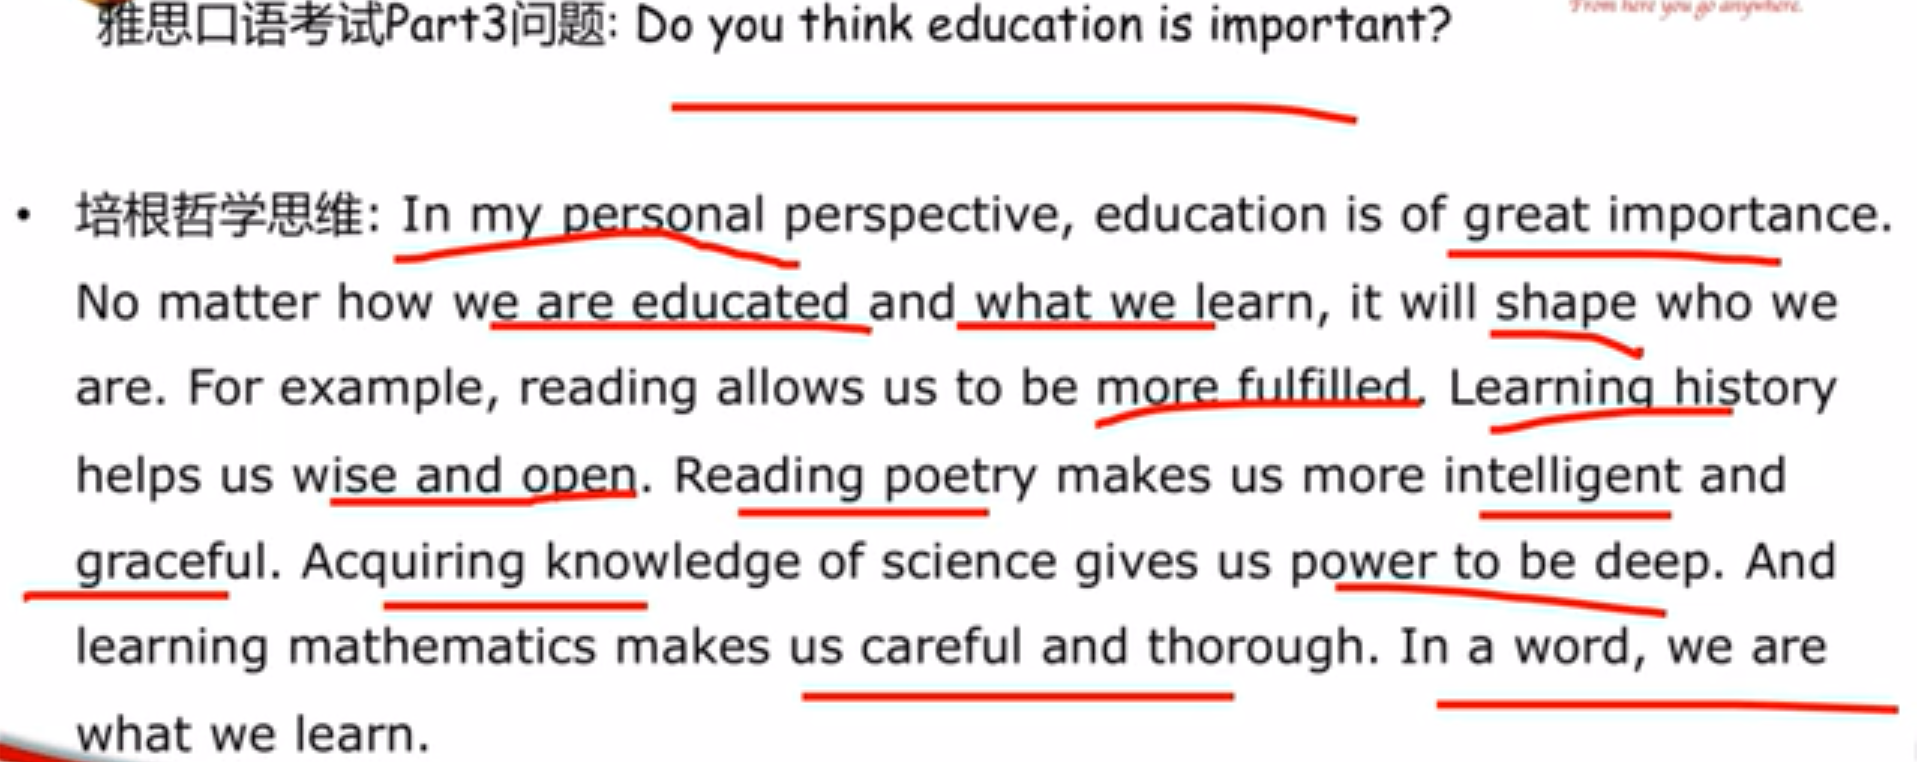 雅思口语考试Part3问题: Do you think education is important?
From here you go anywhere.
• 培根哲学思维: In my personal perspective, education is of great importance.
No matter how we are educated and what we learn, it will shape who we
are. For example, reading allows us to be more fulfilled. Learning history
helps us wise and open. Reading poetry makes us more intelligent and
graceful. Acquiring knowledge of science gives us power to be deep. And
learning mathematics makes us careful and thorough. In a word, we are
what we learn.